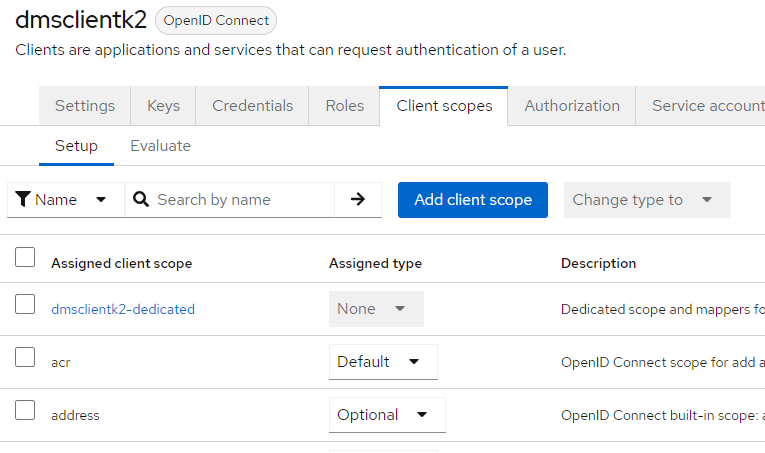 dmsclientk2 OpenID Connect
Clients are applications and services that can request authentication of a user.
Settings Keys Credentials Roles Client scopes Authorization Service account
Setup Evaluate
Name Search by name Add client scope Change type to
Assigned client scope Assigned type Description
dmsclientk2-dedicated None Dedicated scope and mappers fo
acr Default OpenID Connect scope for add a
address Optional OpenID Connect built-in scope: a